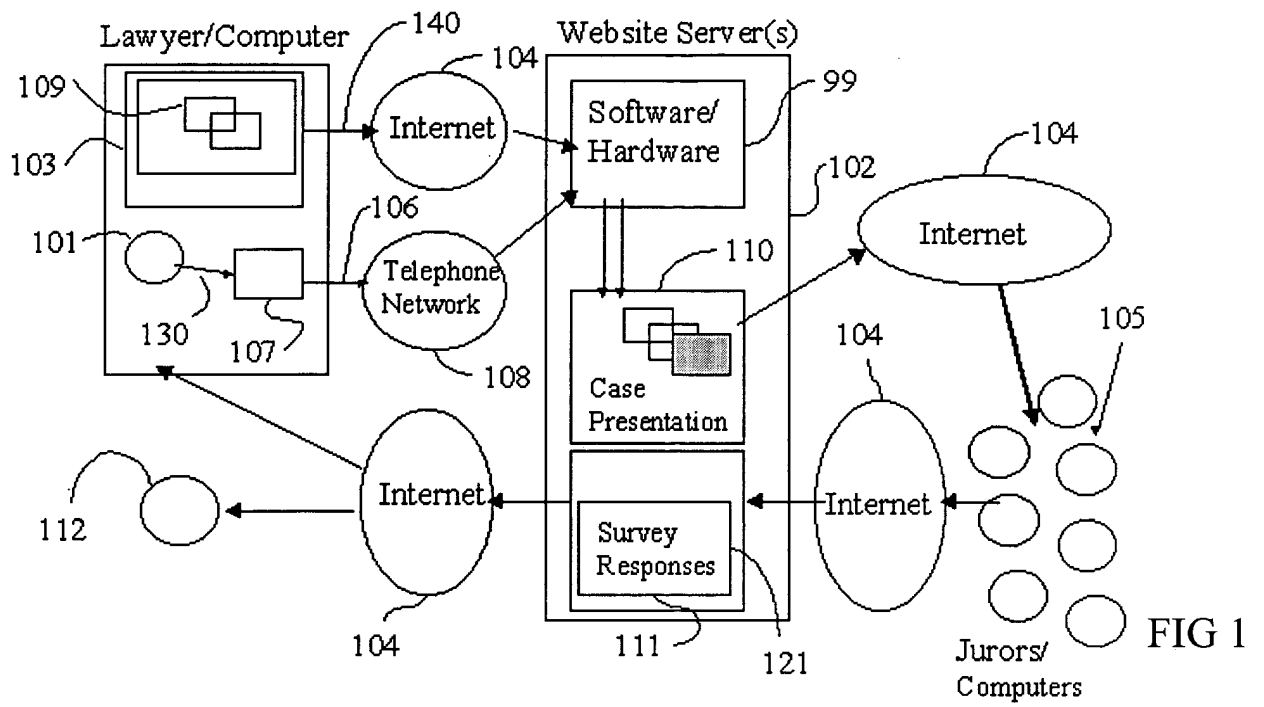 Lawyer/Computer
140
Website Server(s)
104
99
109
Internet
Software/
Hardware
104
103
102
106
101
Internet
110
Telephone
Network
130
107
105
104
108
Case
Presentation
Internet
Internet
112
Survey
Responses
104
111
121
FIG 1
Jurors/
Computers